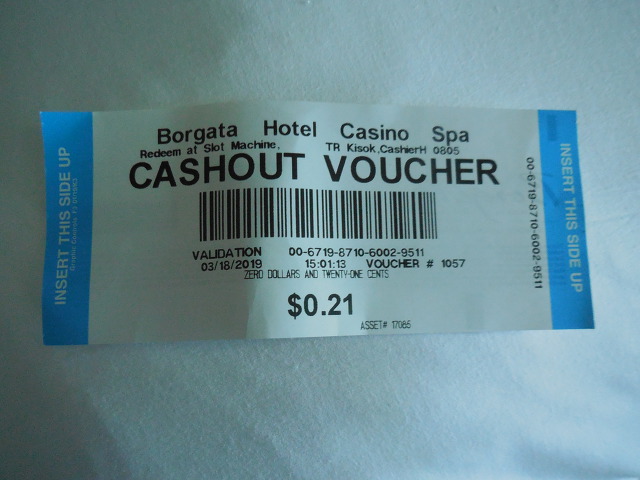 Borgata Hotel Casino Spa
Redeem at Slot Machine, TR Kisok,CashierH 0805
CASHOUT VOUCHER
VALIDATION 00-6719-8710-6002-9511
03/18/2019 15:01:13 VOUCHER # 1057
ZERO DOLLARS AND TWENTY-ONE CENTS
$0.21
ASSET# 17085
INSERT THIS SIDE UP
00-6719-8710-6002-9511
INSERT THIS SIDE UP